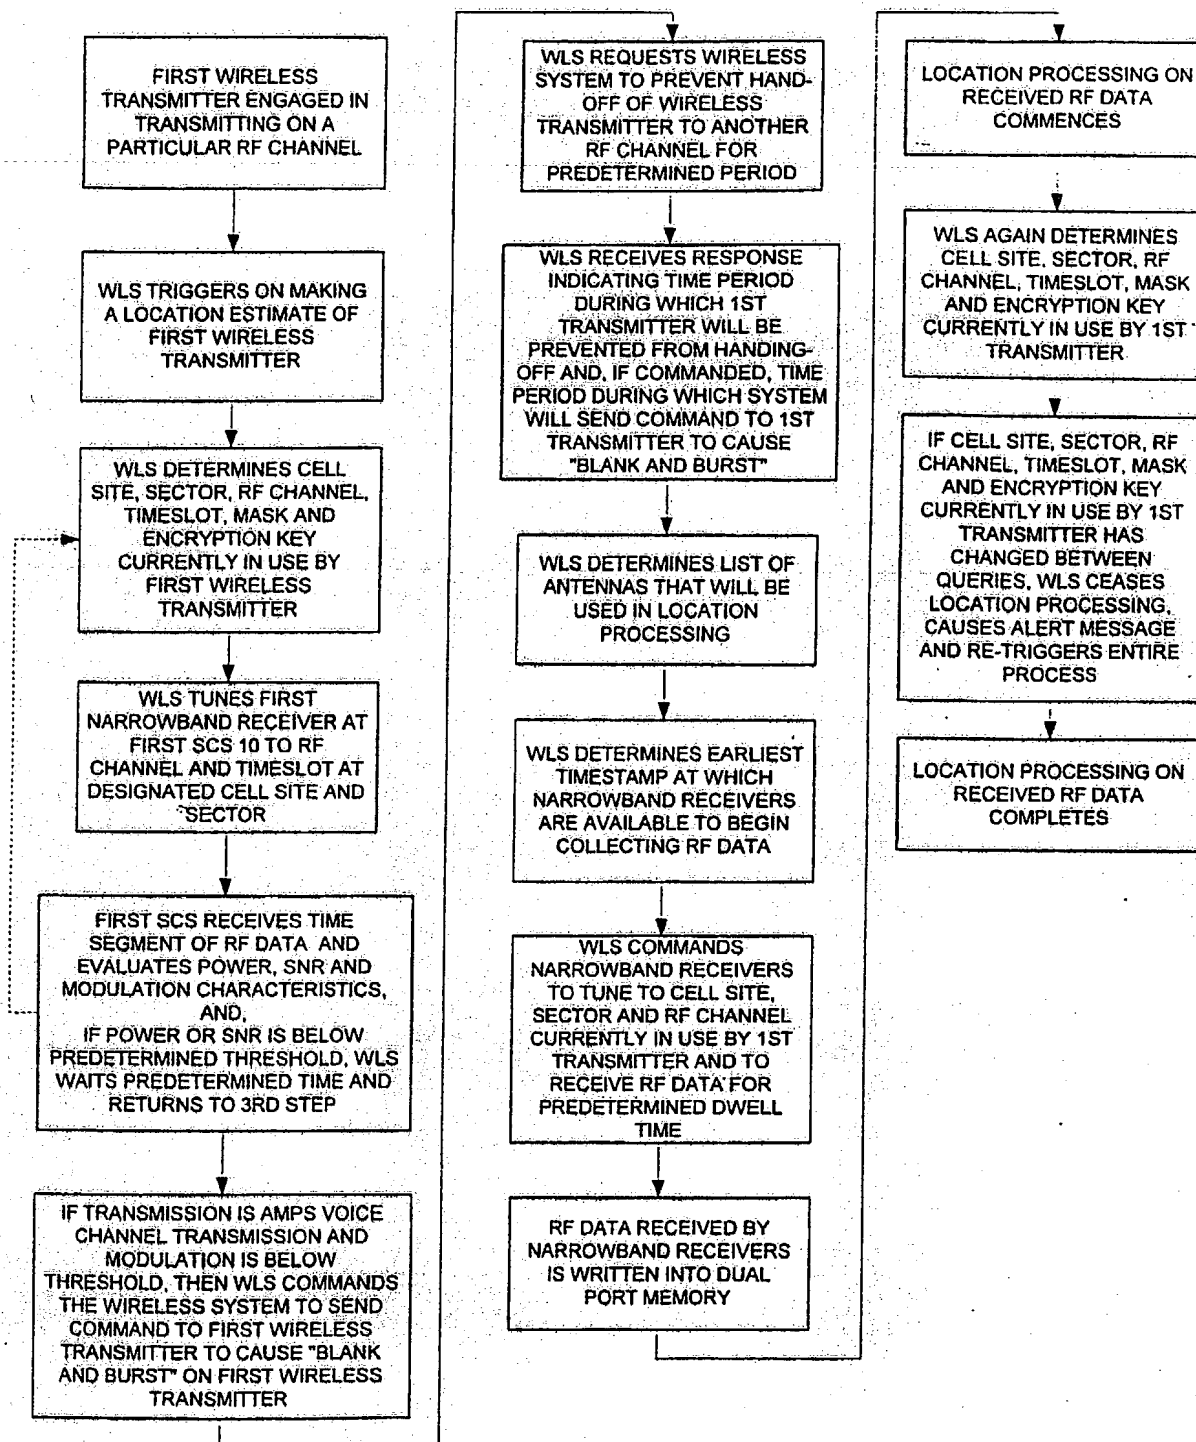 FIRST WIRELESS
TRANSMITTER ENGAGED IN
TRANSMITTING ON A
PARTICULAR RF CHANNEL
WLS TRIGGERS ON MAKING
A LOCATION ESTIMATE OF
FIRST WIRELESS
TRANSMITTER
WLS DETERMINES CELL
SITE, SECTOR, RF CHANNEL,
TIMESLOT, MASK AND
ENCRYPTION KEY
CURRENTLY IN USE BY
FIRST WIRELESS
TRANSMITTER
WLS TUNES FIRST
NARROWBAND RECEIVER AT
FIRST SCS 10 TO RF
CHANNEL AND TIMESLOT AT
DESIGNATED CELL SITE AND
SECTOR
FIRST SCS RECEIVES TIME
SEGMENT OF RF DATA AND
EVALUATES POWER, SNR AND
MODULATION CHARACTERISTICS,
AND,
IF POWER OR SNR IS BELOW
PREDETERMINED THRESHOLD, WLS
WAITS PREDETERMINED TIME AND
RETURNS TO 3RD STEP
IF TRANSMISSION IS AMPS VOICE
CHANNEL TRANSMISSION AND
MODULATION IS BELOW
THRESHOLD, THEN WLS COMMANDS
THE WIRELESS SYSTEM TO SEND
COMMAND TO FIRST WIRELESS
TRANSMITTER TO CAUSE "BLANK
AND BURST" ON FIRST WIRELESS
TRANSMITTER
WLS REQUESTS WIRELESS
SYSTEM TO PREVENT HAND-
OFF OF WIRELESS
TRANSMITTER TO ANOTHER
RF CHANNEL FOR
PREDETERMINED PERIOD
WLS RECEIVES RESPONSE
INDICATING TIME PERIOD
DURING WHICH 1ST
TRANSMITTER WILL BE
PREVENTED FROM HANDING-
OFF AND, IF COMMANDED, TIME
PERIOD DURING WHICH SYSTEM
WILL SEND COMMAND TO 1ST
TRANSMITTER TO CAUSE
"BLANK AND BURST"
WLS DETERMINES LIST OF
ANTENNAS THAT WILL BE
USED IN LOCATION
PROCESSING
WLS DETERMINES EARLIEST
TIMESTAMP AT WHICH
NARROWBAND RECEIVERS
ARE AVAILABLE TO BEGIN
COLLECTING RF DATA
WLS COMMANDS
NARROWBAND RECEIVERS
TO TUNE TO CELL SITE,
SECTOR AND RF CHANNEL
CURRENTLY IN USE BY 1ST
TRANSMITTER AND TO
RECEIVE RF DATA FOR
PREDETERMINED DWELL
TIME
RF DATA RECEIVED BY
NARROWBAND RECEIVERS
IS WRITTEN INTO DUAL
PORT MEMORY
LOCATION PROCESSING ON
RECEIVED RF DATA
COMMENCES
WLS AGAIN DETERMINES
CELL SITE, SECTOR, RF
CHANNEL, TIMESLOT, MASK
AND ENCRYPTION KEY
CURRENTLY IN USE BY 1ST
TRANSMITTER
IF CELL SITE, SECTOR, RF
CHANNEL, TIMESLOT, MASK
AND ENCRYPTION KEY
CURRENTLY IN USE BY 1ST
TRANSMITTER HAS
CHANGED BETWEEN
QUERIES, WLS CEASES
LOCATION PROCESSING,
CAUSES ALERT MESSAGE
AND RE-TRIGGERS ENTIRE
PROCESS
LOCATION PROCESSING ON
RECEIVED RF DATA
COMPLETES